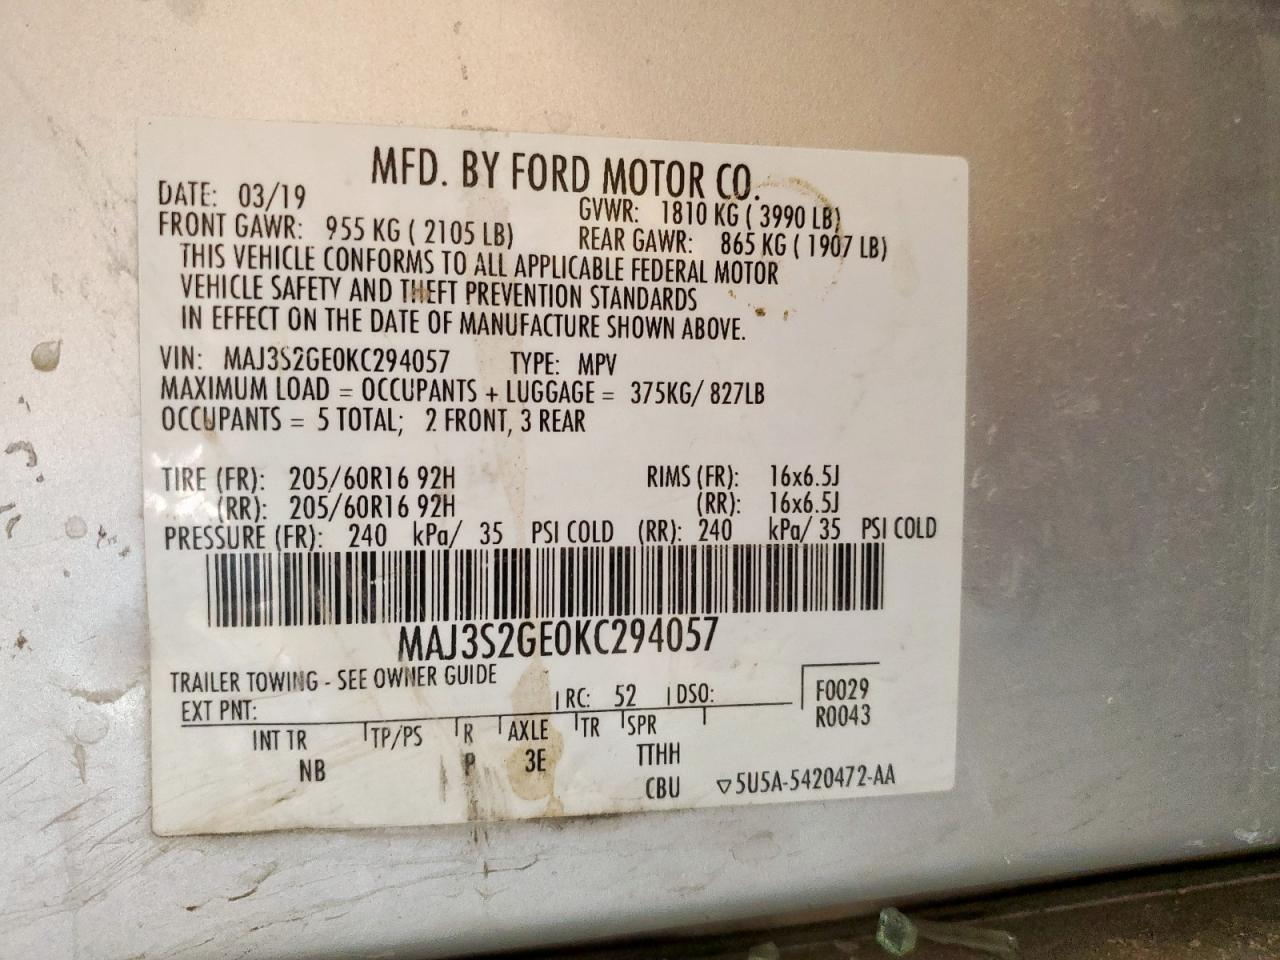 MFD. BY FORD MOTOR CO.
DATE: 03/19 GVWR: 1810 KG ( 3990 LB)
FRONT GAWR: 955 KG ( 2105 LB) REAR GAWR: 865 KG ( 1907 LB)
THIS VEHICLE CONFORMS TO ALL APPLICABLE FEDERAL MOTOR
VEHICLE SAFETY AND THEFT PREVENTION STANDARDS
IN EFFECT ON THE DATE OF MANUFACTURE SHOWN ABOVE.
VIN: MAJ3S2GE0KC294057 TYPE: MPV
MAXIMUM LOAD = OCCUPANTS + LUGGAGE = 375KG/ 827LB
OCCUPANTS = 5 TOTAL; 2 FRONT, 3 REAR
TIRE (FR): 205/60R16 92H RIMS (FR): 16x6.5J
(RR): 205/60R16 92H (RR): 16x6.5J
PRESSURE (FR): 240 kPa/ 35 PSI COLD (RR): 240 kPa/ 35 PSI COLD
MAJ3S2GE0KC294057
TRAILER TOWING - SEE OWNER GUIDE
EXT PNT: RC: 52 DSO: F0029
R0043
INT TR TP/PS R AXLE TR SPR
NB P 3E TTHH
CBU ▽5U5A-5420472-AA